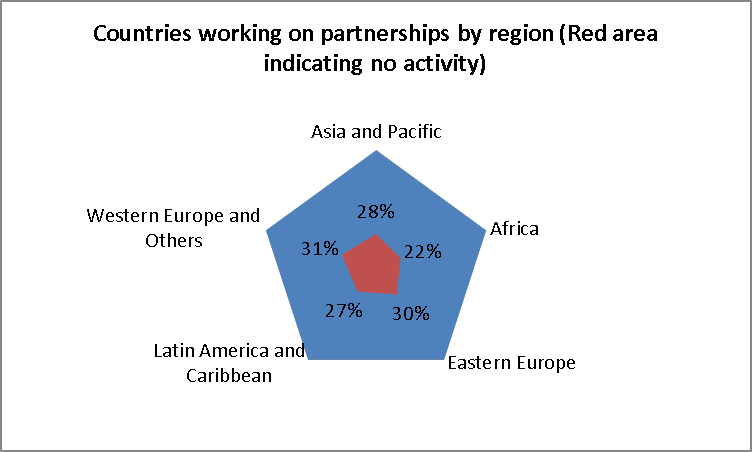 Countries working on partnerships by region (Red area
indicating no activity)
Asia and Pacific
Western Europe and
Others
28%
Africa
31%
22%
27%
30%
Latin America and
Caribbean
Eastern Europe